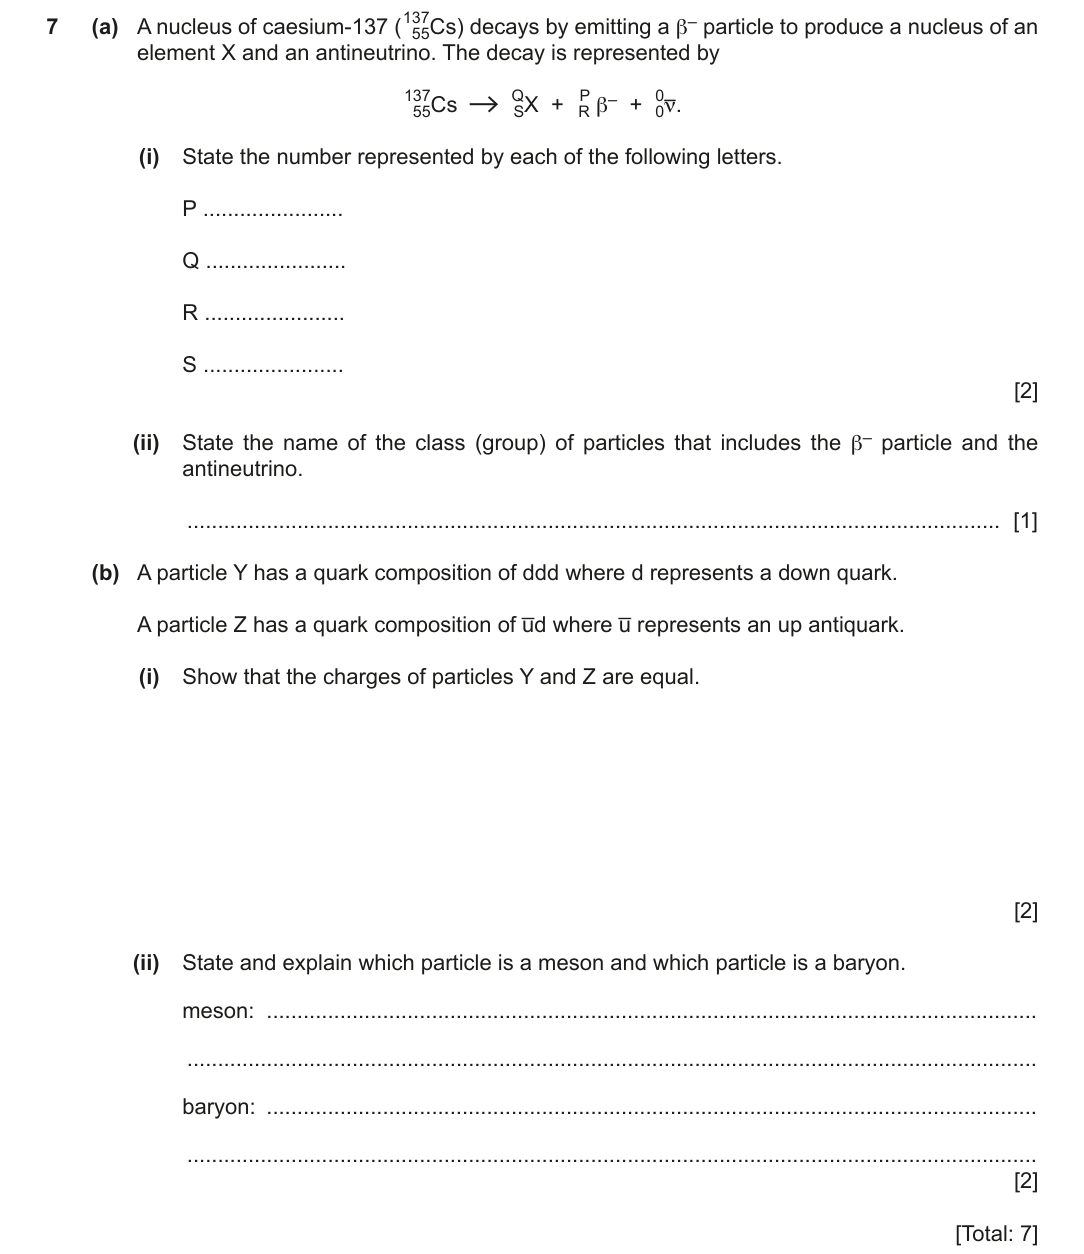 7 (a) A nucleus of caesium-137 (¹³⁷₅₅Cs) decays by emitting a β⁻ particle to produce a nucleus of an
element X and an antineutrino. The decay is represented by
¹³⁷₅₅Cs → ^Q_S X + ^P_R β⁻ + ⁰₀ν̅.
(i) State the number represented by each of the following letters.
P .......................
Q .......................
R .......................
S .......................
[2]
(ii) State the name of the class (group) of particles that includes the β⁻ particle and the
antineutrino.
....................................................................................................................................... [1]
(b) A particle Y has a quark composition of ddd where d represents a down quark.
A particle Z has a quark composition of u̅d where u̅ represents an up antiquark.
(i) Show that the charges of particles Y and Z are equal.
[2]
(ii) State and explain which particle is a meson and which particle is a baryon.
meson: ................................................................................................................................
.............................................................................................................................................
baryon: ................................................................................................................................
.............................................................................................................................................
[2]
[Total: 7]